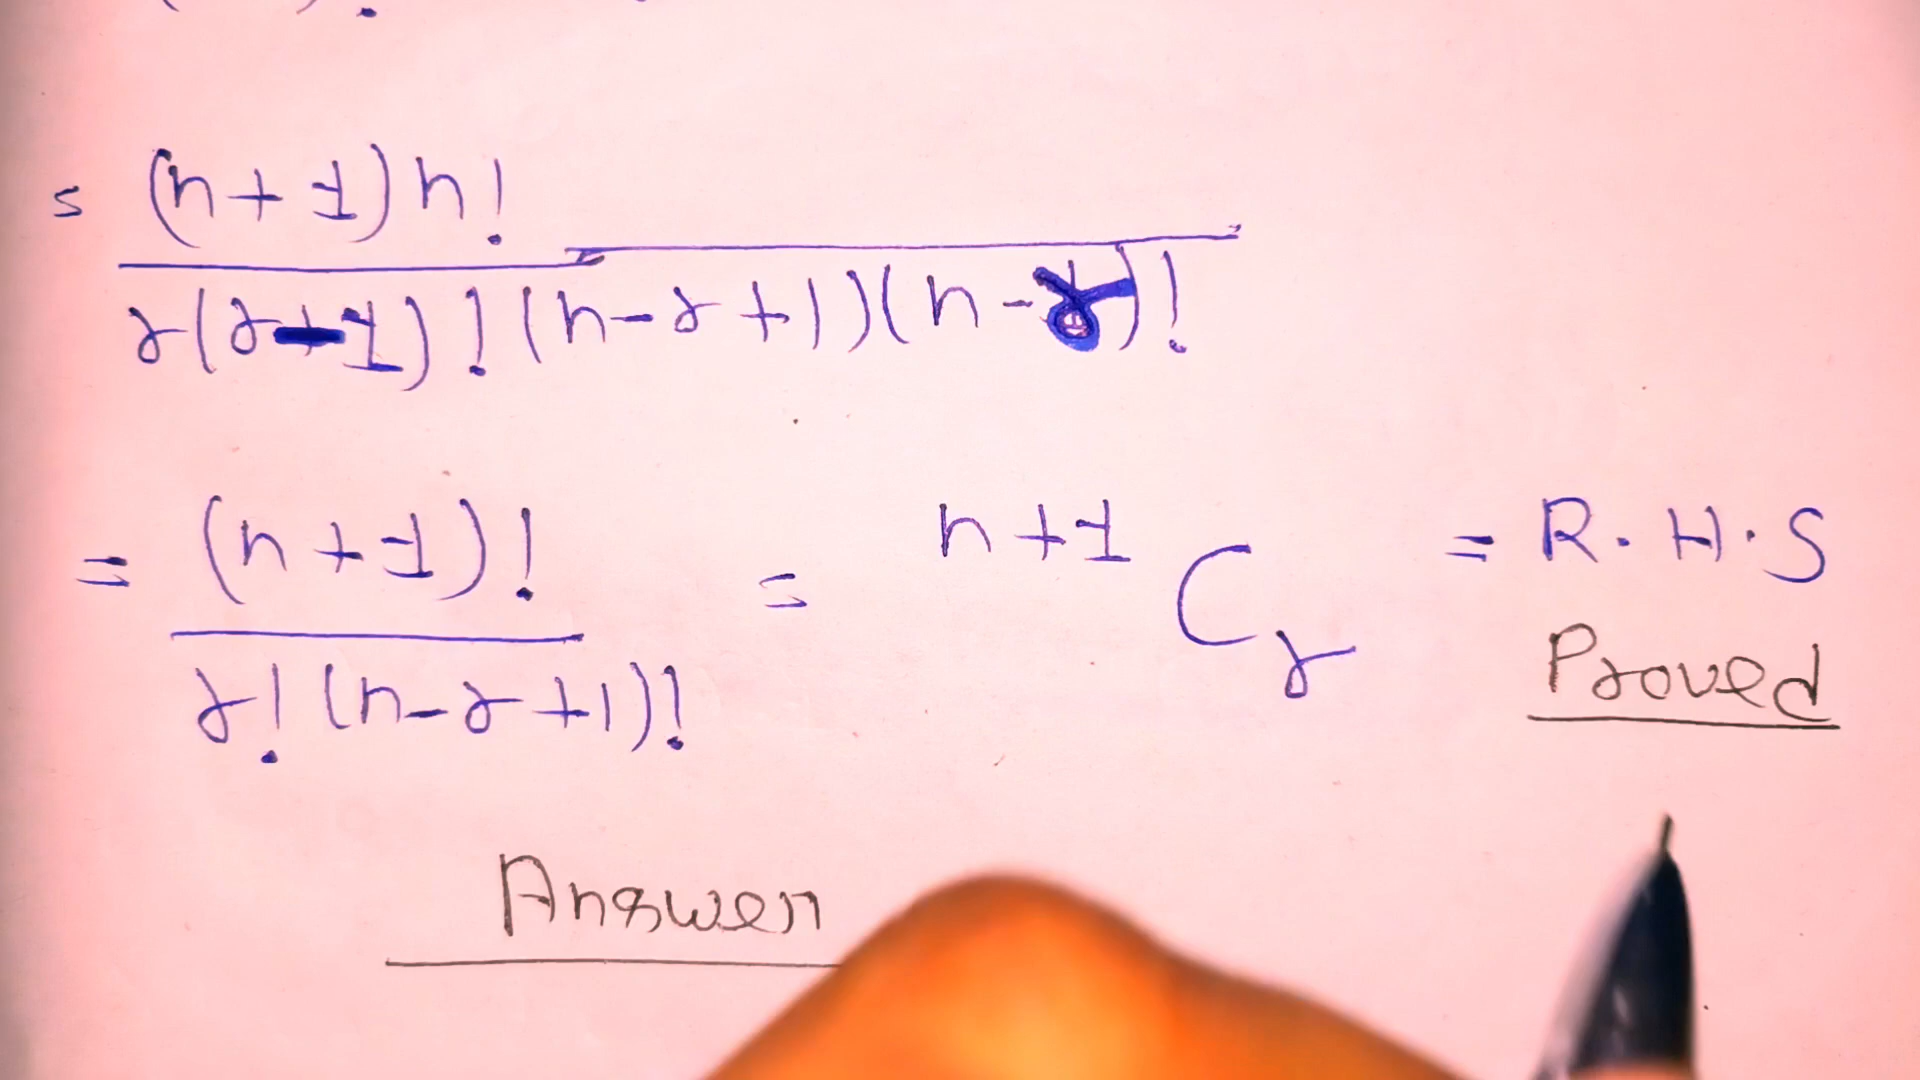 = (n+1)n!
r(r-1)!(n-r+1)(n-r)!
= (n+1)! = n+1 C r = R.H.S
r!(n-r+1)!
Proved
Answer